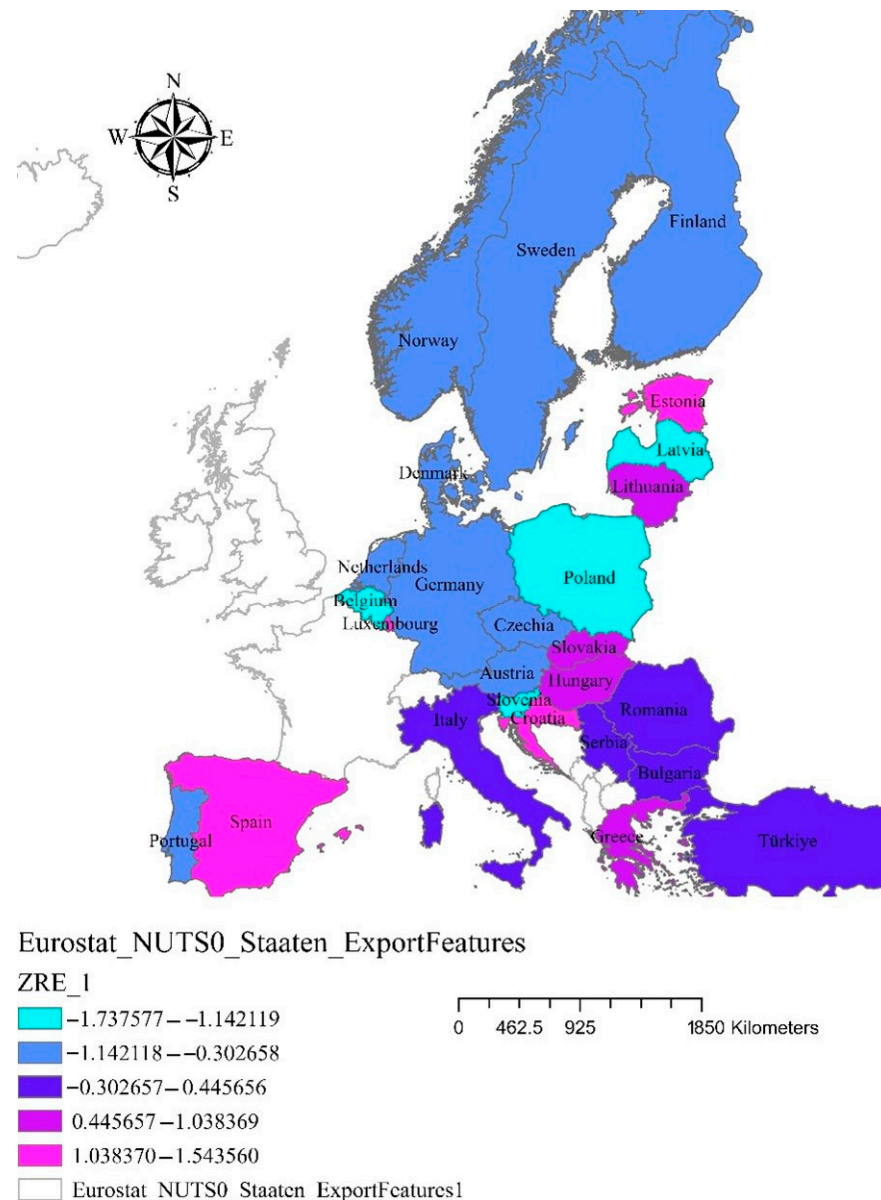 N
W E
S
Finland
Sweden
Norway
Estonia
Latvia
Denmark
Lithuania
Netherlands
Germany
Poland
Belgium
Luxembourg
Czechia
Slovakia
Austria
Hungary
Slovenia
Italy
Croatia
Romania
Serbia
Bulgaria
Spain
Portugal
Greece
Türkiye
Eurostat_NUTS0_Staaten_ExportFeatures
ZRE_1
−1.737577–−1.142119
−1.142118–−0.302658
−0.302657–0.445656
0.445657–1.038369
1.038370–1.543560
Eurostat_NUTS0_Staaten_ExportFeatures1
0 462.5 925 1850 Kilometers